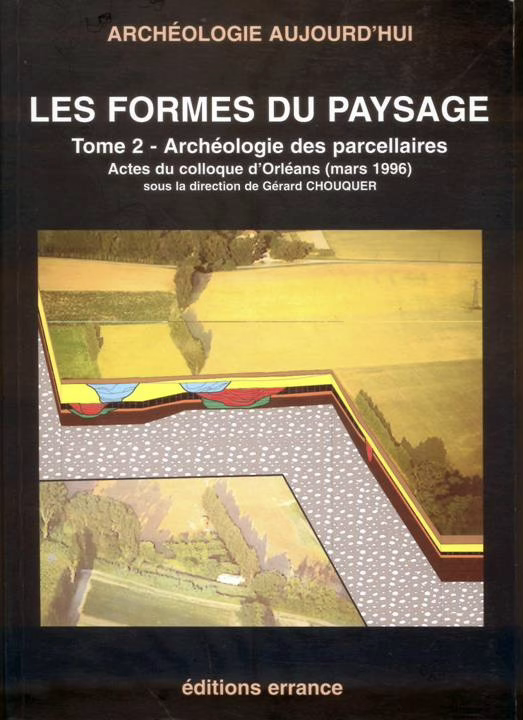 ARCHÉOLOGIE AUJOURD'HUI
LES FORMES DU PAYSAGE
Tome 2 - Archéologie des parcellaires
Actes du colloque d'Orléans (mars 1996)
sous la direction de Gérard CHOUQUER
éditions errance